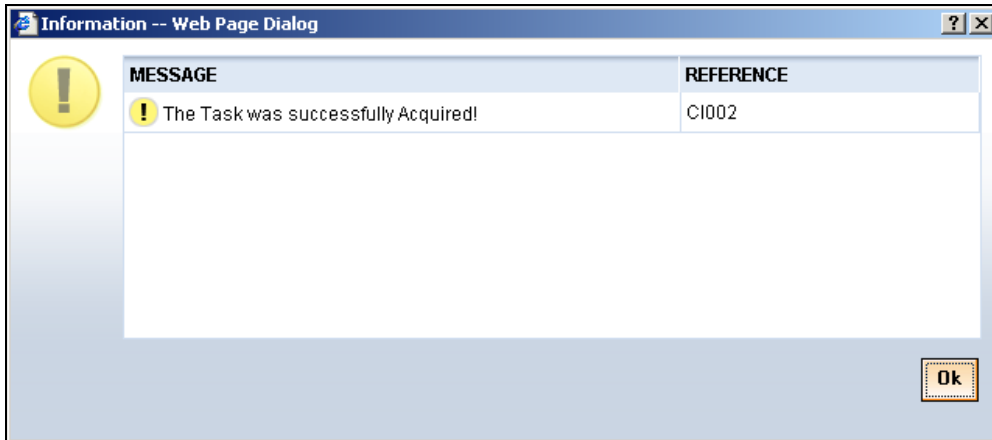 Information -- Web Page Dialog
MESSAGE REFERENCE
! The Task was successfully Acquired! CI002
Ok